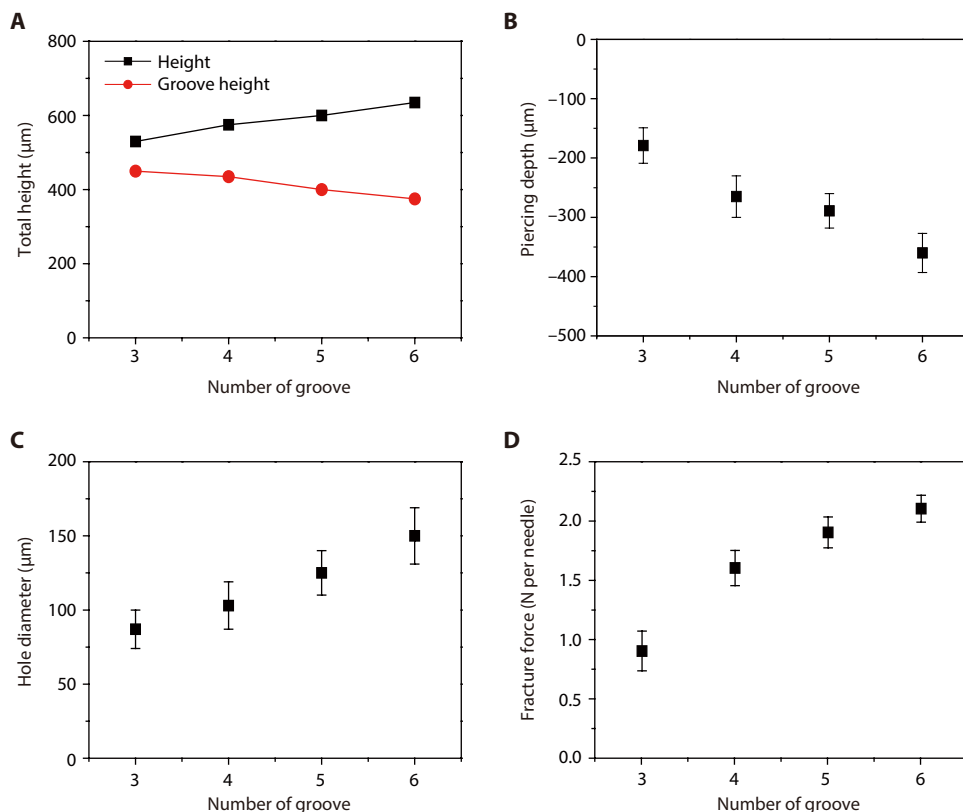 A
Total height (μm)
800
600
400
200
0
Height
Groove height
3 4 5 6
Number of groove
B
Piercing depth (μm)
0
−100
−200
−300
−400
−500
3 4 5 6
Number of groove
C
Hole diameter (μm)
200
150
100
50
0
3 4 5 6
Number of groove
D
Fracture force (N per needle)
2.5
2.0
1.5
1.0
0.5
0.0
3 4 5 6
Number of groove